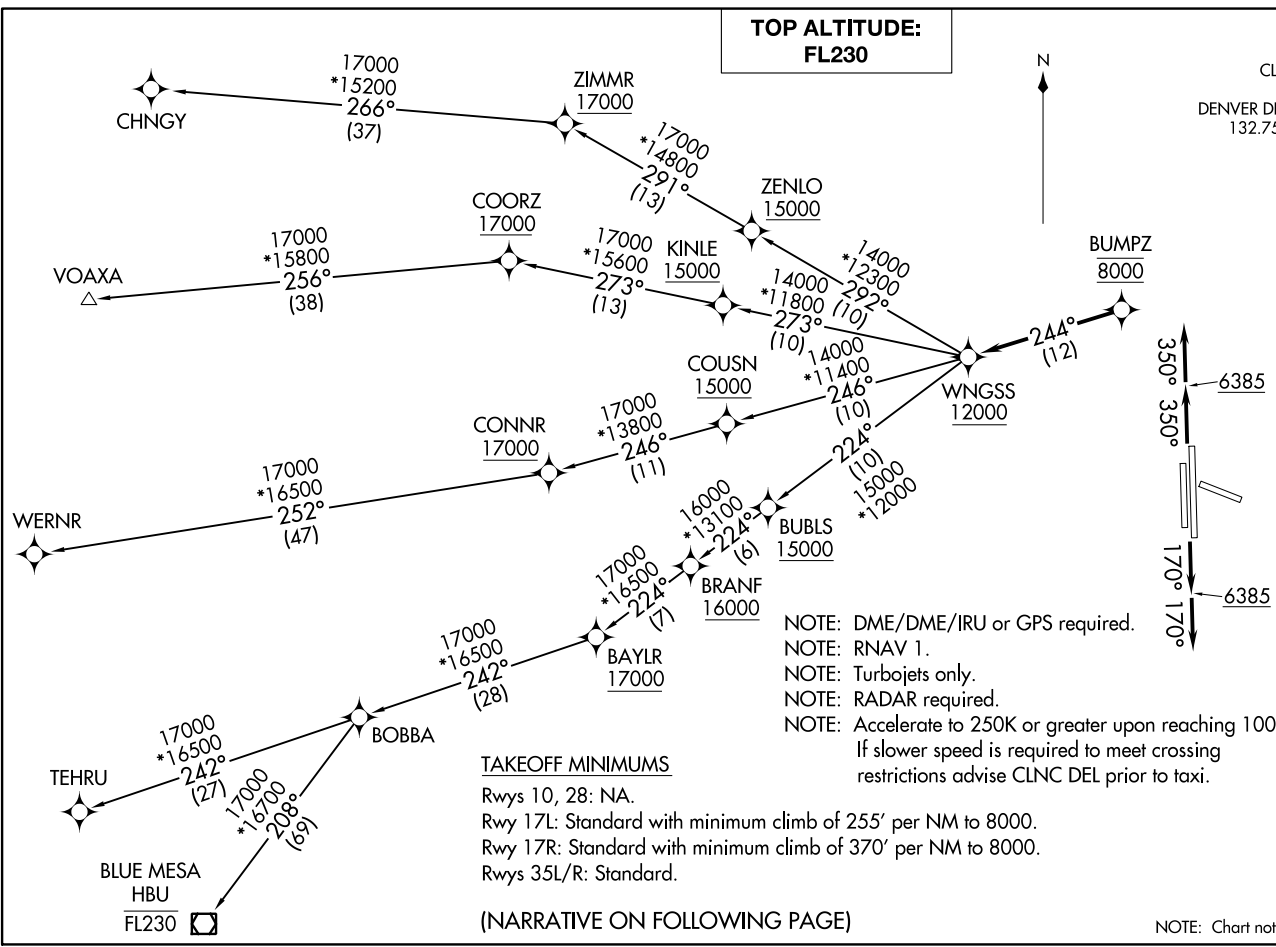 TOP ALTITUDE:
FL230
N
CL
DENVER DE
132.75
17000
*15200
266°
(37)
CHNGY
ZIMMR
17000
17000
*14800
291°
(13)
ZENLO
15000
14000
*12300
292°
(10)
COORZ
17000
17000
*15800
256°
(38)
VOAXA
17000
*15600
273°
(13)
KINLE
15000
14000
*11800
273°
(10)
BUMPZ
8000
244°
(12)
WNGSS
12000
COUSN
15000
14000
*11400
246°
(10)
CONNR
17000
17000
*13800
246°
(11)
17000
*16500
252°
(47)
WERNR
224°
(10)
15000
*12000
BUBLS
15000
16000
*13100
224°
(6)
BRANF
16000
17000
*16500
224°
(7)
BAYLR
17000
17000
*16500
242°
(28)
BOBBA
17000
*16500
242°
(27)
TEHRU
17000
*16700
208°
(69)
BLUE MESA
HBU
FL230
350° 350°
6385
170° 170°
6385
NOTE: DME/DME/IRU or GPS required.
NOTE: RNAV 1.
NOTE: Turbojets only.
NOTE: RADAR required.
NOTE: Accelerate to 250K or greater upon reaching 100
If slower speed is required to meet crossing
restrictions advise CLNC DEL prior to taxi.
TAKEOFF MINIMUMS
Rwys 10, 28: NA.
Rwy 17L: Standard with minimum climb of 255' per NM to 8000.
Rwy 17R: Standard with minimum climb of 370' per NM to 8000.
Rwys 35L/R: Standard.
(NARRATIVE ON FOLLOWING PAGE)
NOTE: Chart not